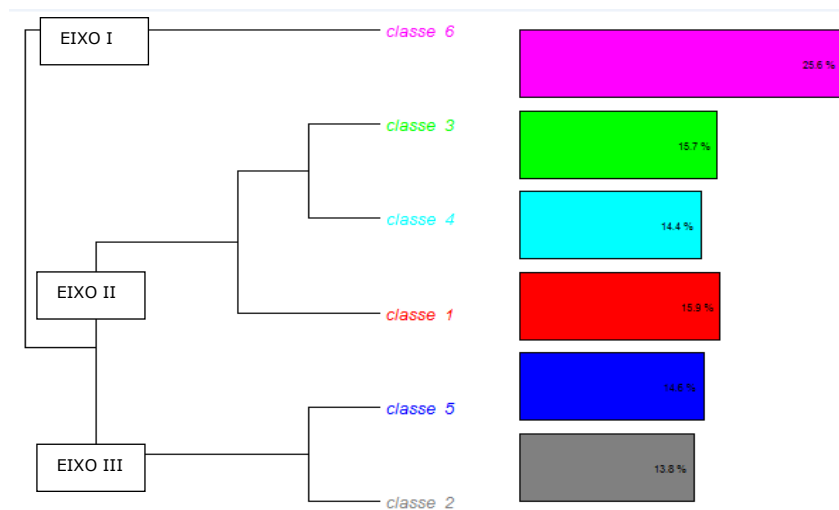 EIXO I
classe 6
25.6 %
classe 3
15.7 %
classe 4
14.4 %
EIXO II
classe 1
15.9 %
classe 5
14.6 %
EIXO III
13.8 %
classe 2